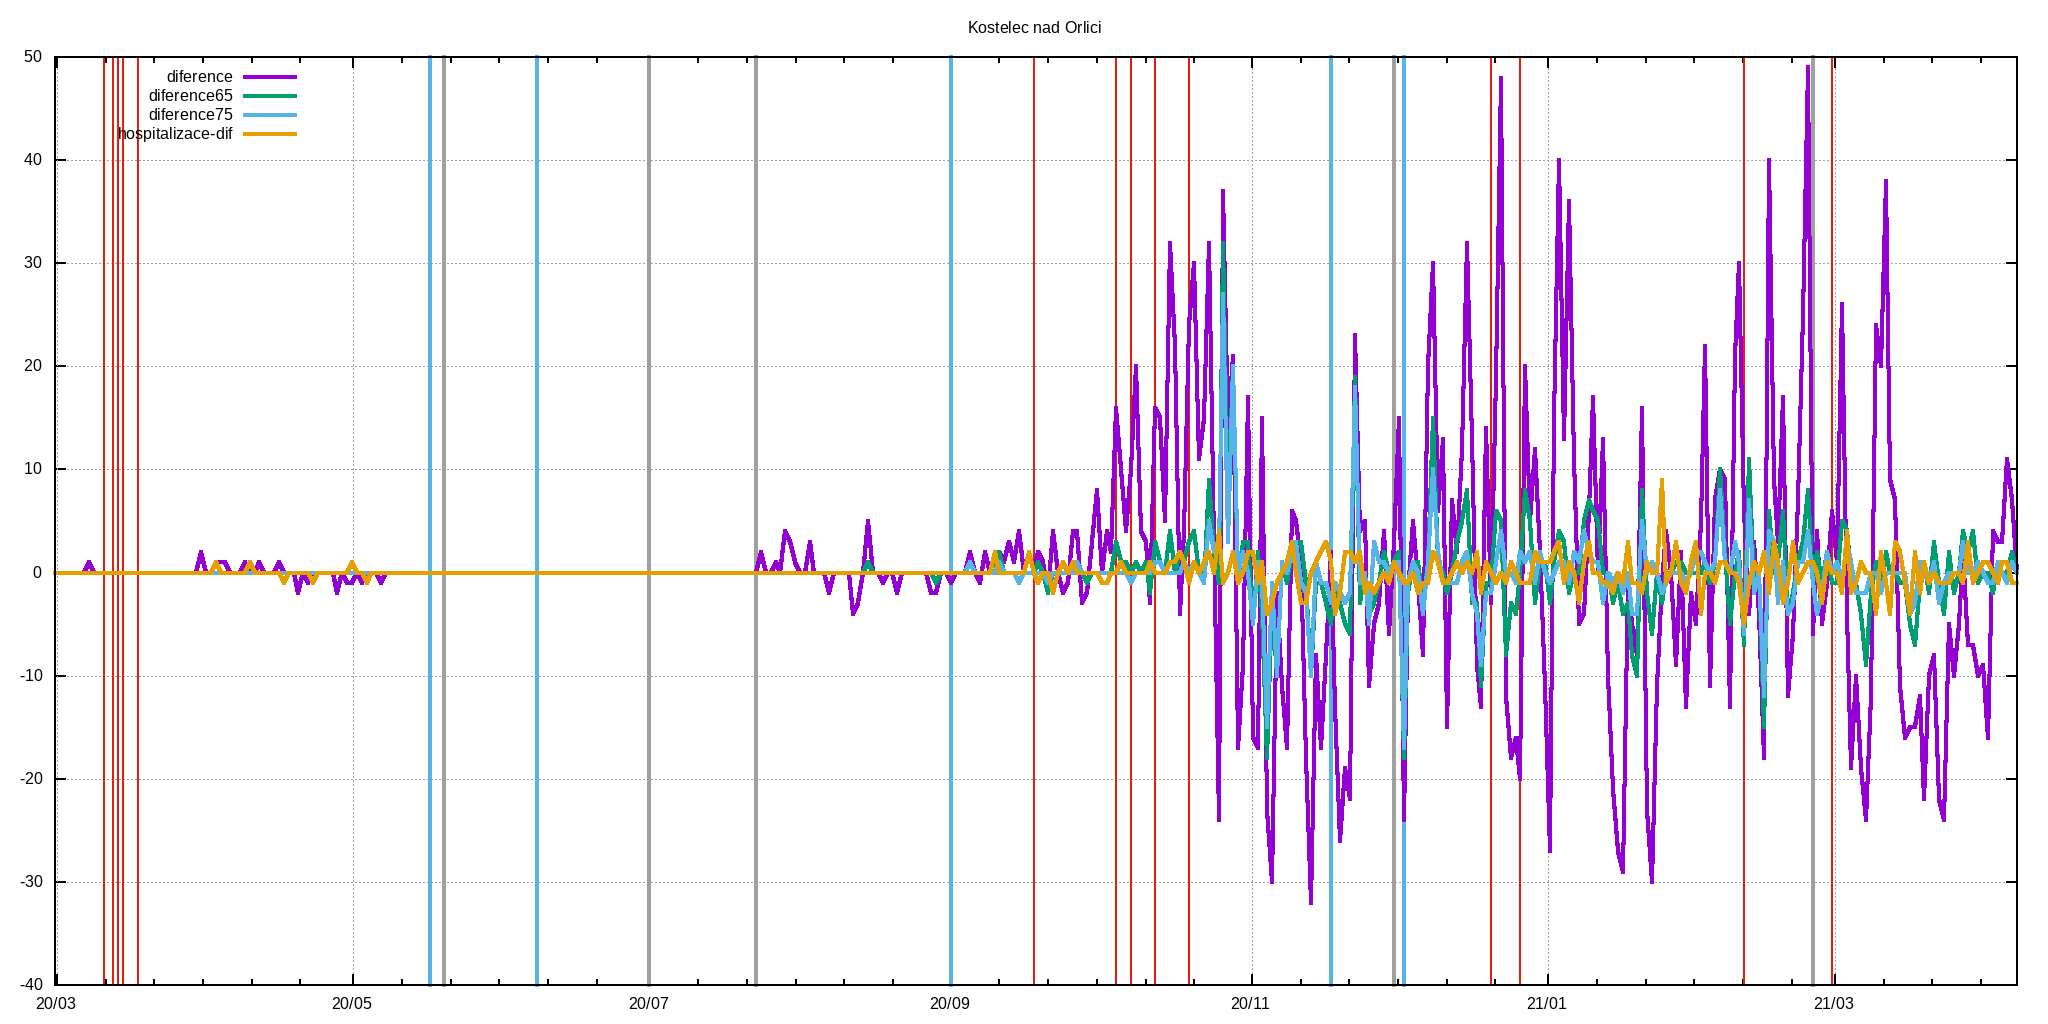 Kostelec nad Orlici
diference
diference65
diference75
hospitalizace-dif
50
40
30
20
10
0
-10
-20
-30
-40
20/03 20/05 20/07 20/09 20/11 21/01 21/03